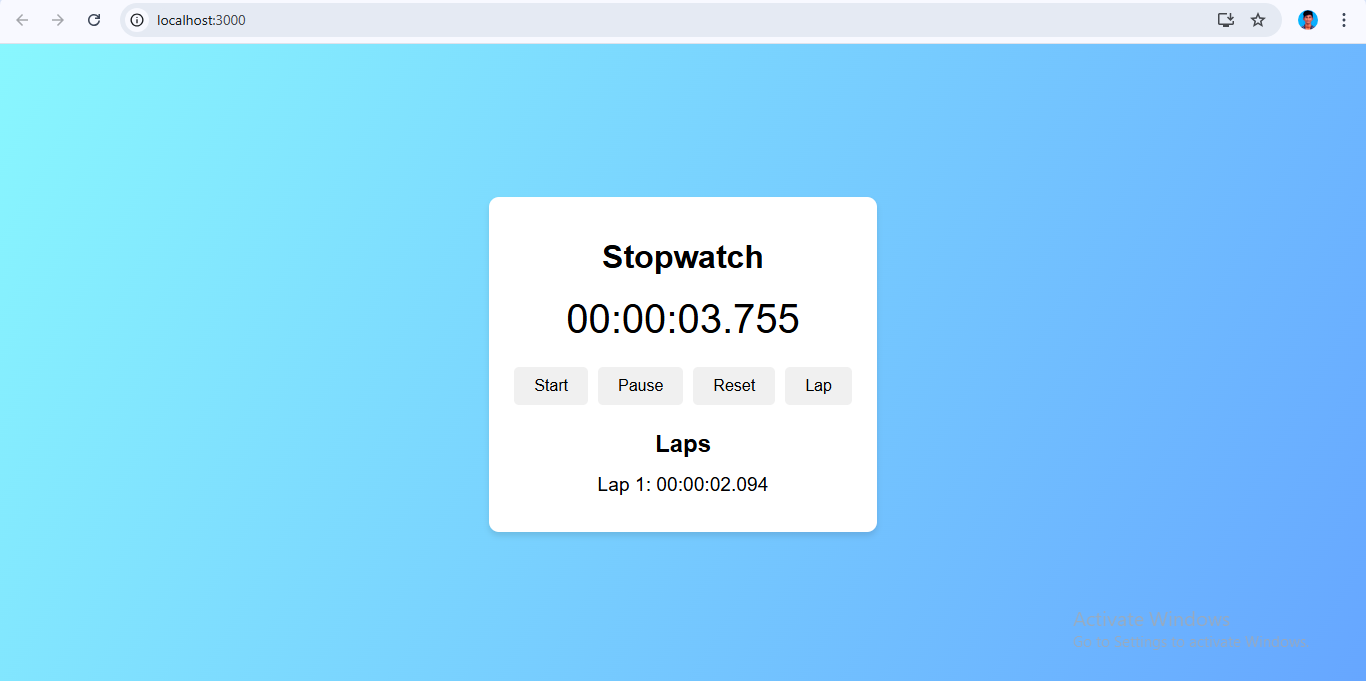 localhost:3000
Stopwatch
00:00:03.755
Start Pause Reset Lap
Laps
Lap 1: 00:00:02.094
Activate Windows
Go to Settings to activate Windows.